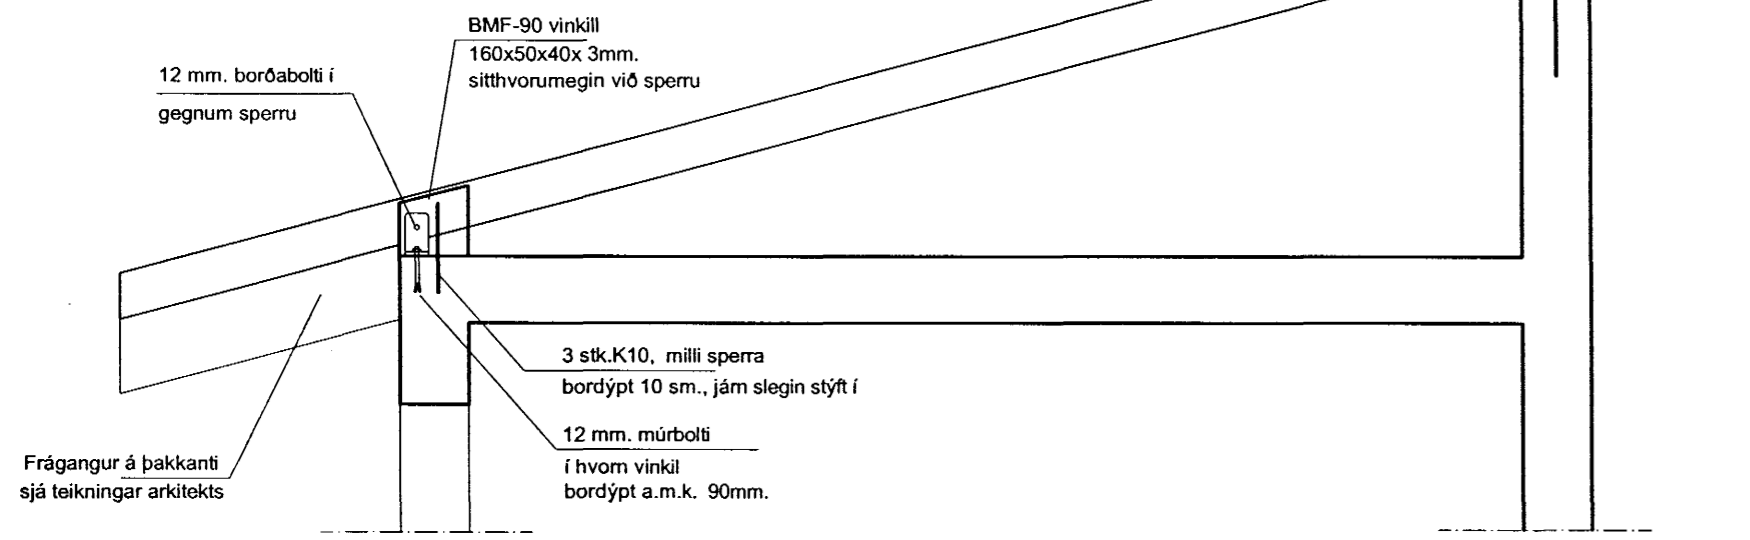 BMF-90 vinkill
160x50x40x 3mm.
sitthvorumegin við sperru
12 mm. borðabolti í
gegnum sperru
3 stk.K10, milli sperra
bordýpt 10 sm., járn slegin stýft í
12 mm. múrbolti
í hvorn vinkil
bordýpt a.m.k. 90mm.
Frágangur á þakkanti
sjá teikningar arkitekts